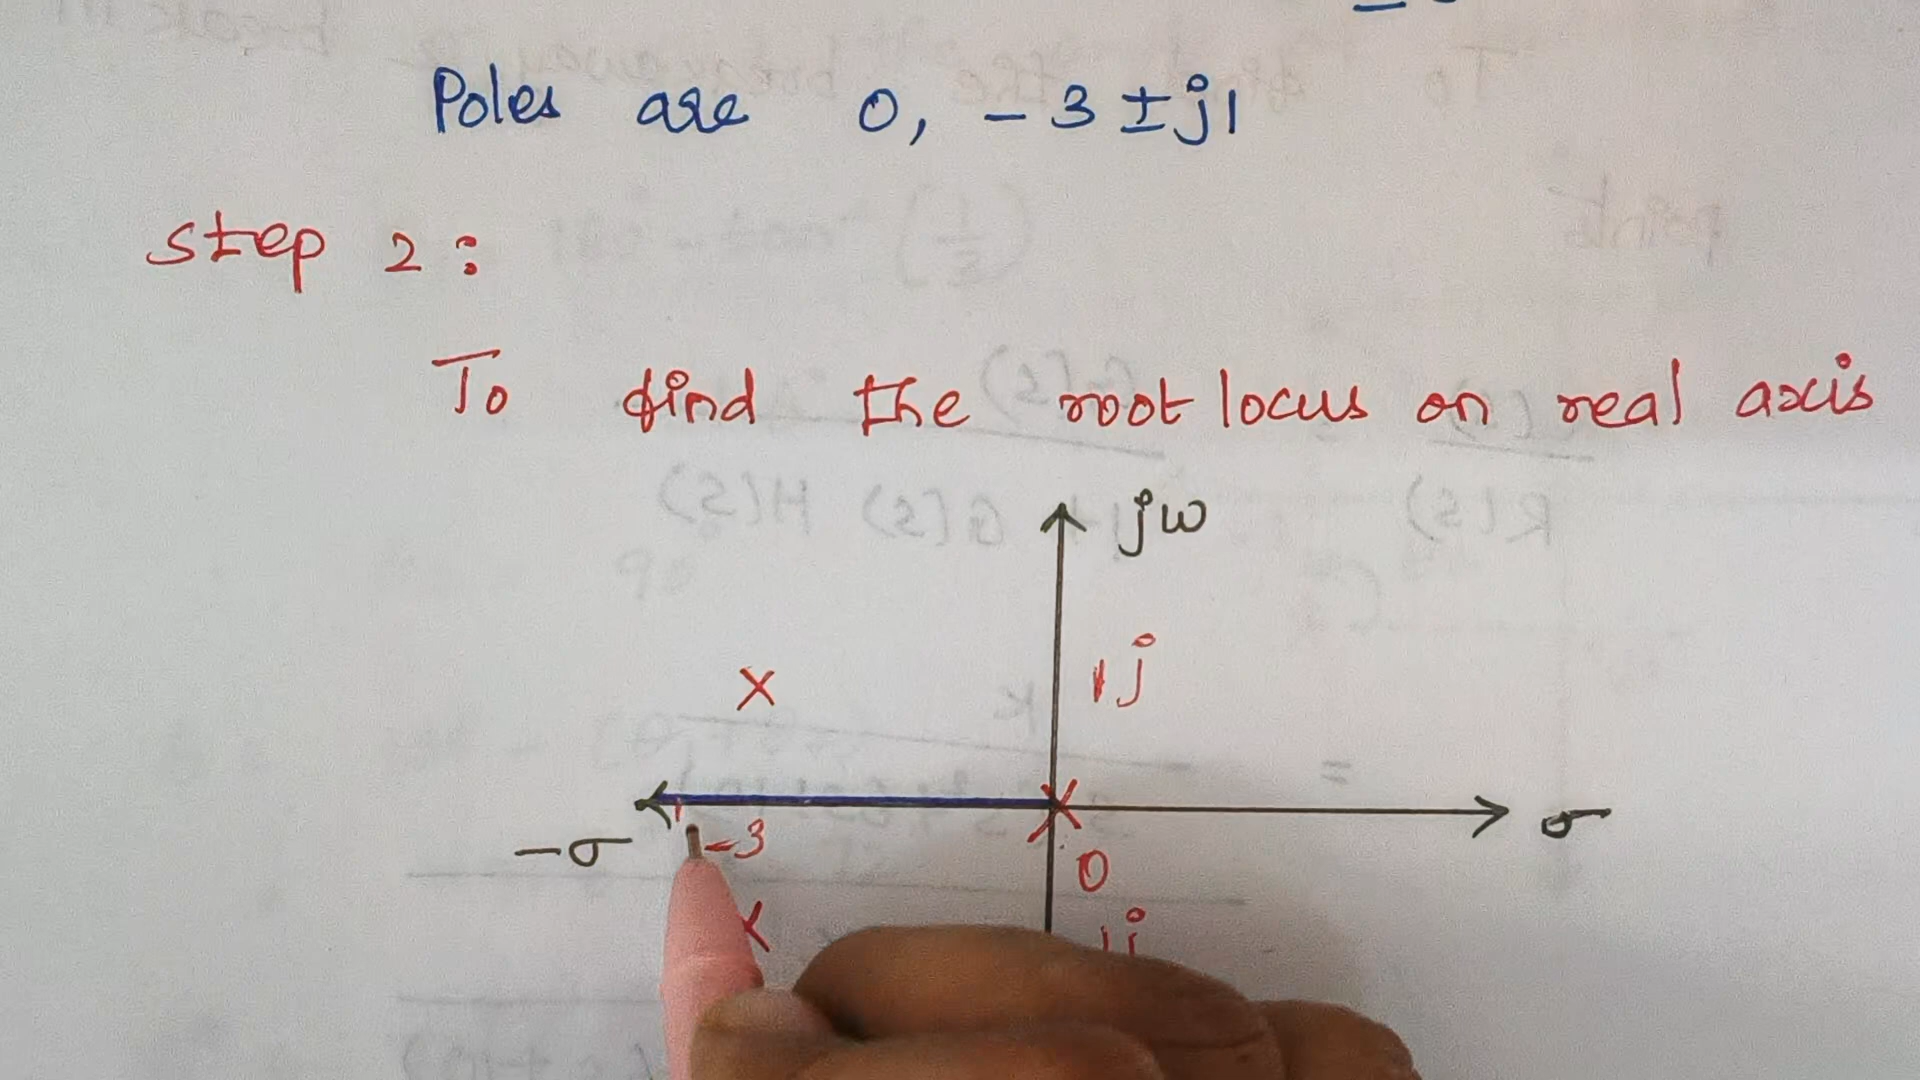 Poles are 0, -3 ± j1
Step 2:
To find the root locus on real axis
jω
1j
-σ
-3
0
σ
1j